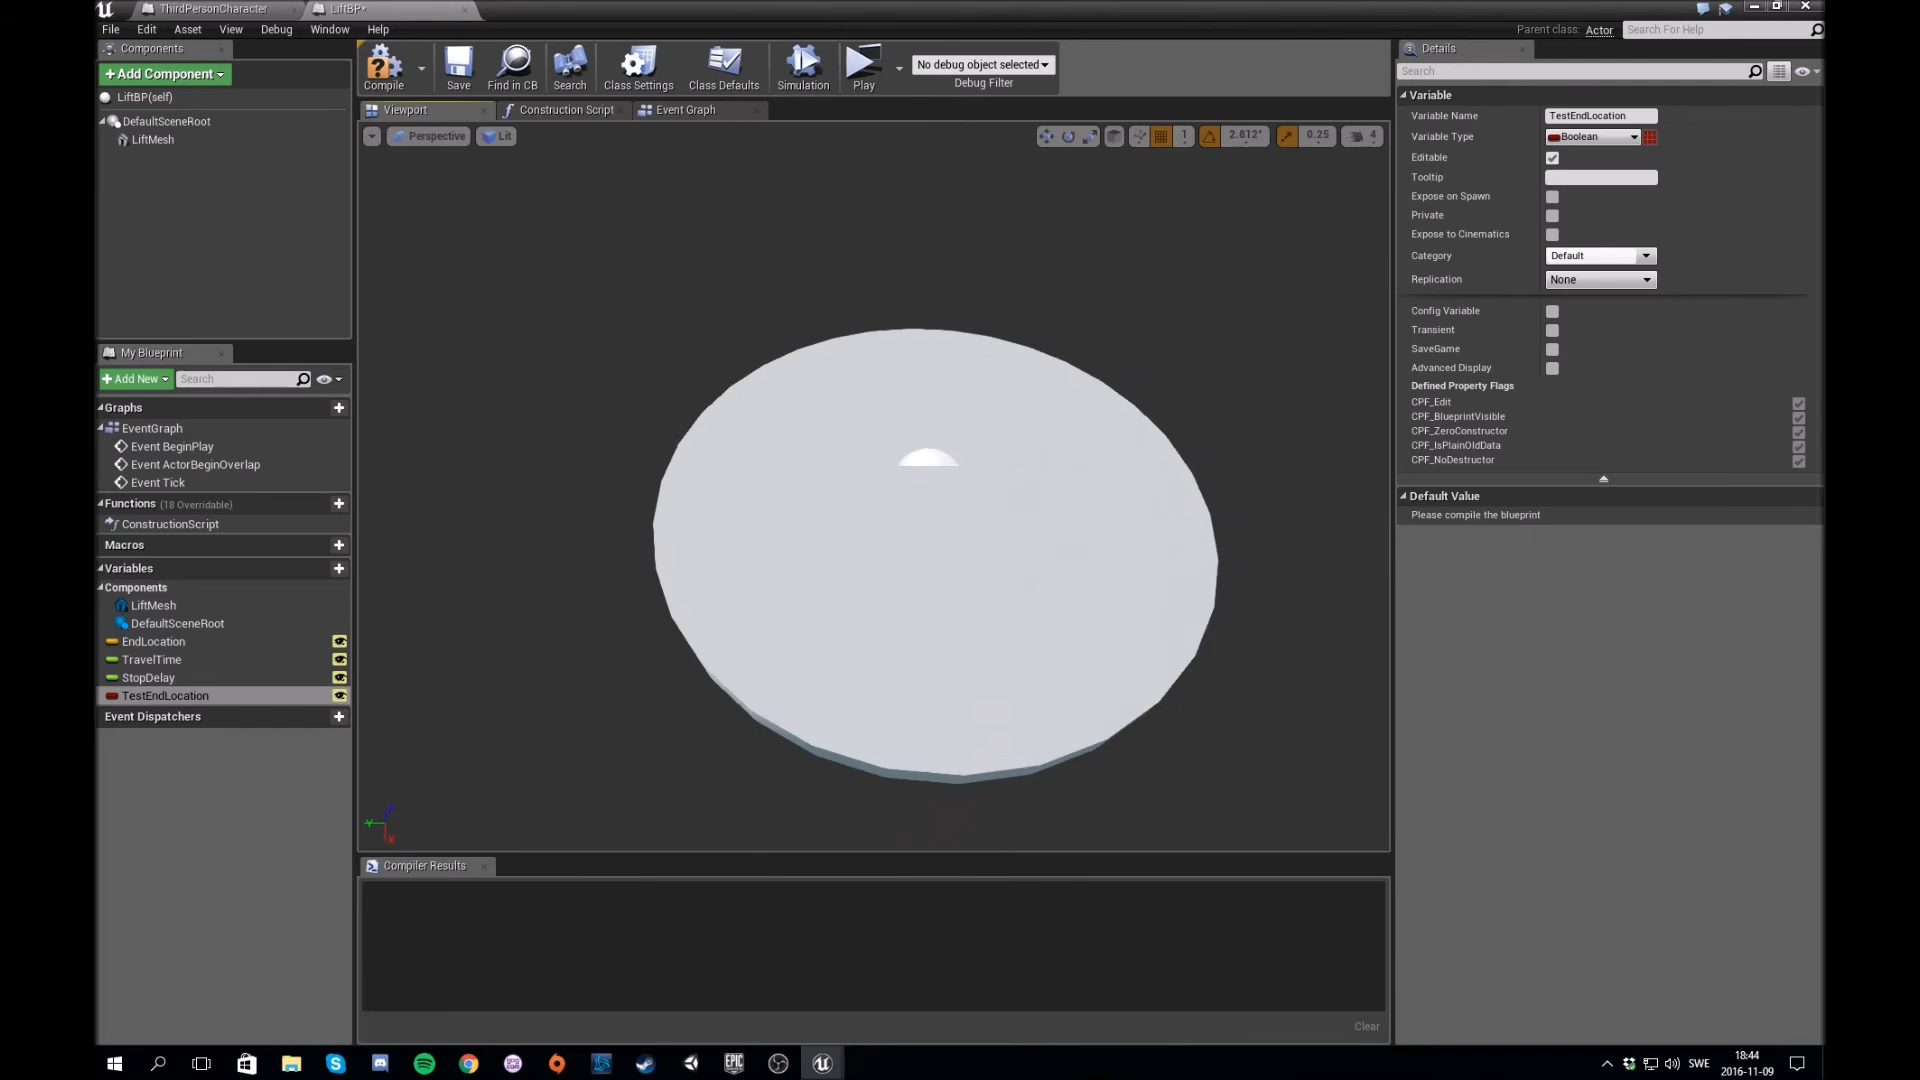 ThirdPersonCharacter
LiftBP*
File Edit Asset View Debug Window Help
Parent class: Actor
Search For Help
Components
+Add Component
LiftBP(self)
DefaultSceneRoot
LiftMesh
Compile
Save
Find in CB
Search
Class Settings
Class Defaults
Simulation
Play
No debug object selected
Debug Filter
Viewport
Construction Script
Event Graph
Perspective
Lit
1
2.812°
0.25
4
My Blueprint
+Add New
Search
Graphs
EventGraph
Event BeginPlay
Event ActorBeginOverlap
Event Tick
Functions (18 Overridable)
ConstructionScript
Macros
Variables
Components
LiftMesh
DefaultSceneRoot
EndLocation
TravelTime
StopDelay
TestEndLocation
Event Dispatchers
Compiler Results
Clear
Details
Search
Variable
Variable Name TestEndLocation
Variable Type Boolean
Editable
Tooltip
Expose on Spawn
Private
Expose to Cinematics
Category Default
Replication None
Config Variable
Transient
SaveGame
Advanced Display
Defined Property Flags
CPF_Edit
CPF_BlueprintVisible
CPF_ZeroConstructor
CPF_IsPlainOldData
CPF_NoDestructor
Default Value
Please compile the blueprint
SWE
18:44
2016-11-09